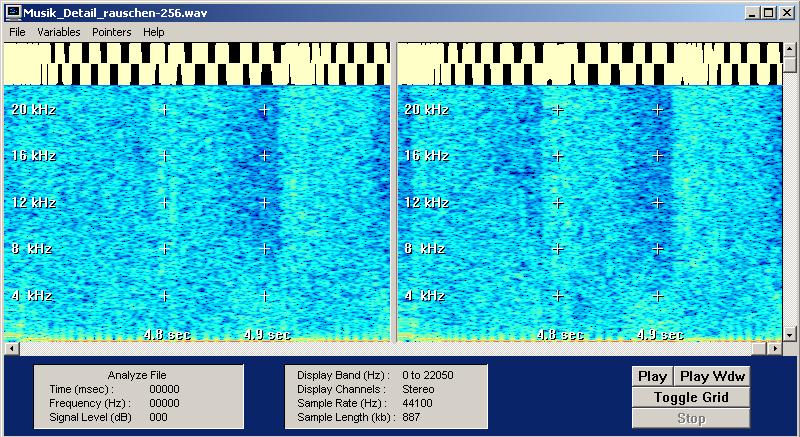 Musik_Detail_rauschen-256.wav
File Variables Pointers Help
20 kHz 20 kHz
16 kHz 16 kHz
12 kHz 12 kHz
8 kHz 8 kHz
4 kHz 4 kHz
4.8 sec 4.9 sec 4.8 sec 4.9 sec
Analyze File
Time (msec) : 00000
Frequency (Hz) : 00000
Signal Level (dB) 000
Display Band (Hz) : 0 to 22050
Display Channels : Stereo
Sample Rate (Hz) : 44100
Sample Length (kb) : 887
Play Play Wdw
Toggle Grid
Stop